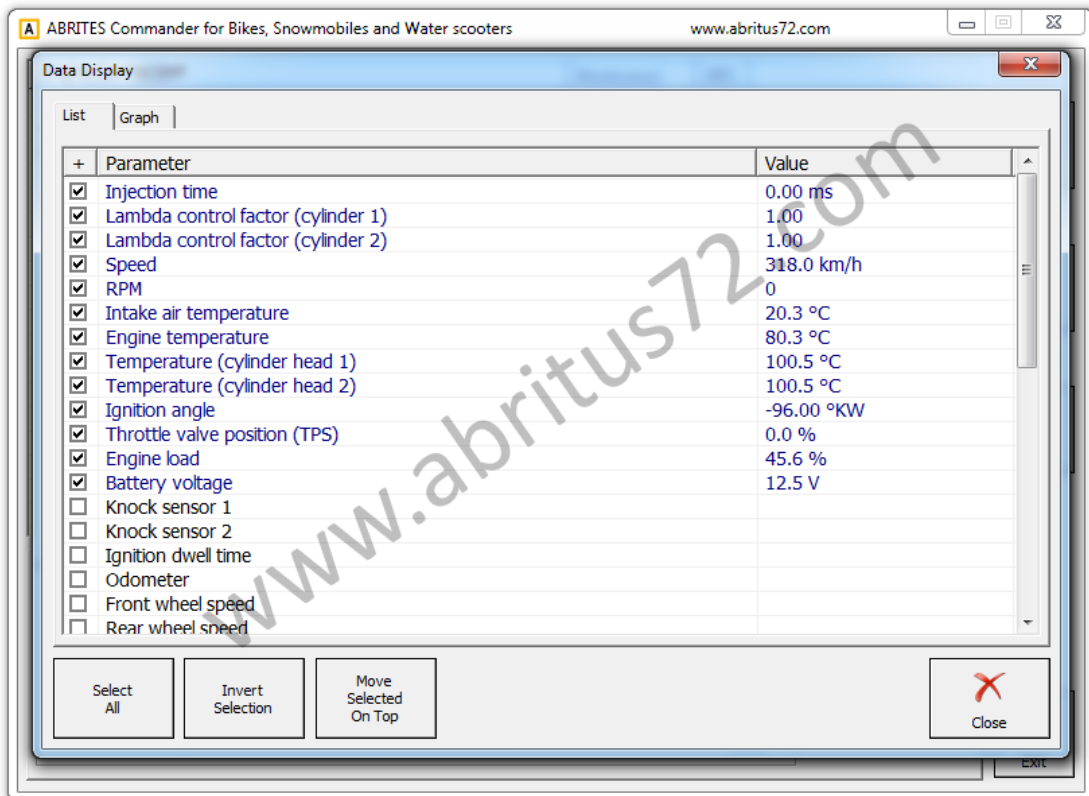 A ABRITES Commander for Bikes, Snowmobiles and Water scooters www.abritus72.com
Data Display
List Graph
+ Parameter Value
Injection time 0.00 ms
Lambda control factor (cylinder 1) 1.00
Lambda control factor (cylinder 2) 1.00
Speed 318.0 km/h
RPM 0
Intake air temperature 20.3 °C
Engine temperature 80.3 °C
Temperature (cylinder head 1) 100.5 °C
Temperature (cylinder head 2) 100.5 °C
Ignition angle -96.00 °KW
Throttle valve position (TPS) 0.0 %
Engine load 45.6 %
Battery voltage 12.5 V
Knock sensor 1
Knock sensor 2
Ignition dwell time
Odometer
Front wheel speed
Rear wheel speed
www.abritus72.com
Select
All
Invert
Selection
Move
Selected
On Top
Close
Exit